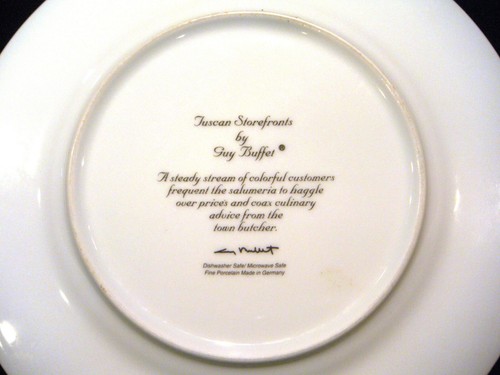 Tuscan Storefronts
by
Guy Buffet®
A steady stream of colorful customers
frequent the salumeria to haggle
over prices and coax culinary
advice from the
town butcher.
Dishwasher Safe/ Microwave Safe
Fine Porcelain Made in Germany